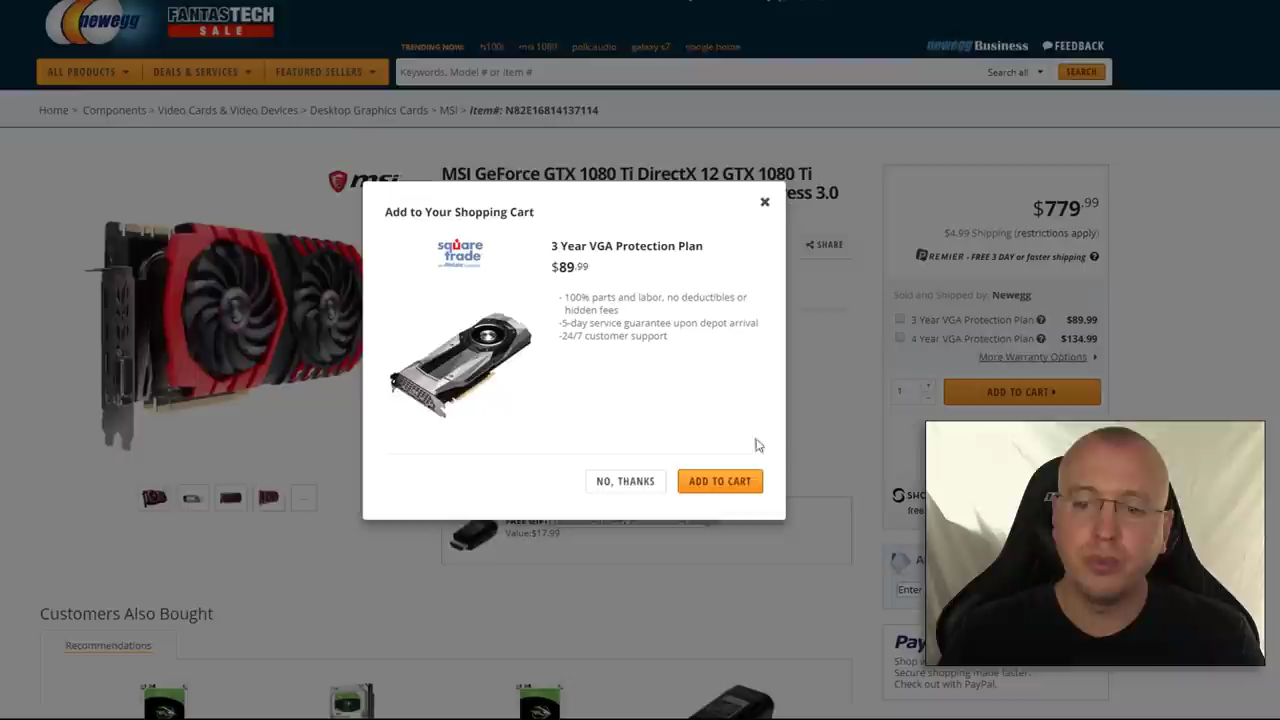 newegg
FANTASTECH
SALE
TRENDING NOW:
galaxy s7
google home
newegg Business
FEEDBACK
ALL PRODUCTS
DEALS & SERVICES
FEATURED SELLERS
Keywords, Model # or Item #
Search all
SEARCH
Home > Components > Video Cards & Video Devices > Desktop Graphics Cards > MSI > Item#: N82E16814137114
msi
MSI GeForce GTX 1080 Ti DirectX 12 GTX 1080 Ti
ess 3.0
$779.99
$4.99 Shipping (restrictions apply)
PREMIER - FREE 3 DAY or faster shipping
SHARE
Sold and Shipped by: Newegg
3 Year VGA Protection Plan $89.99
4 Year VGA Protection Plan $134.99
More Warranty Options
1
ADD TO CART
Add to Your Shopping Cart
square
trade
3 Year VGA Protection Plan
$89.99
- 100% parts and labor, no deductibles or
hidden fees
-5-day service guarantee upon depot arrival
-24/7 customer support
NO, THANKS
ADD TO CART
FREE GIFT
Value:$17.99
SHO
free
A
Enter
Customers Also Bought
Recommendations
Pay
Shop w
Secure shopping made faster.
Check out with PayPal.